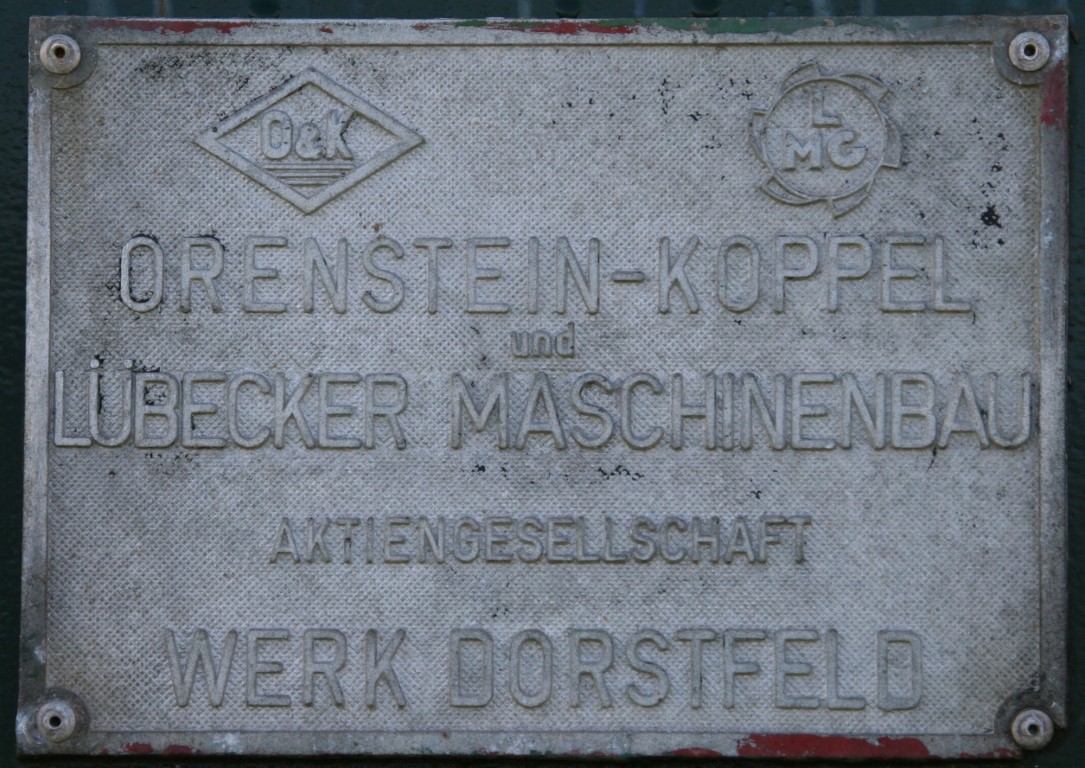 O&K
L
MG
ORENSTEIN-KOPPEL
und
LÜBECKER MASCHINENBAU
AKTIENGESELLSCHAFT
WERK DORSTFELD